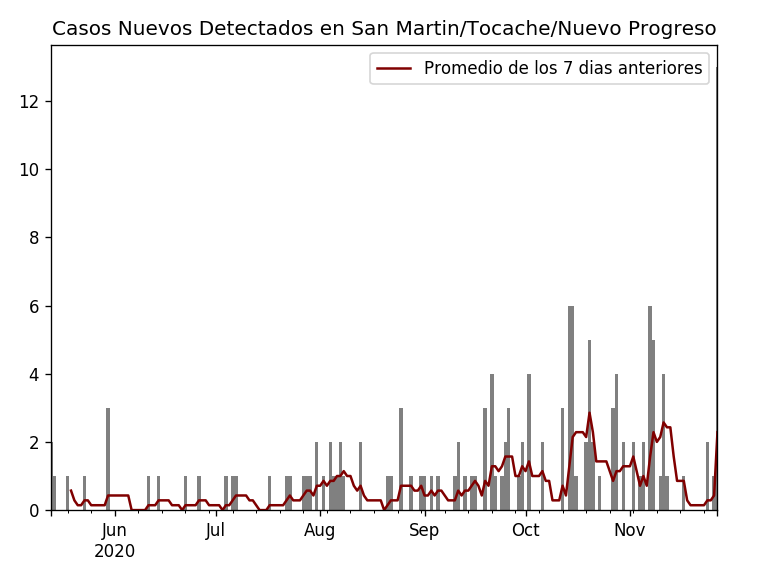 Casos Nuevos Detectados en San Martin/Tocache/Nuevo Progreso
Promedio de los 7 dias anteriores
12
10
8
6
4
2
0
Jun Jul Aug Sep Oct Nov
2020